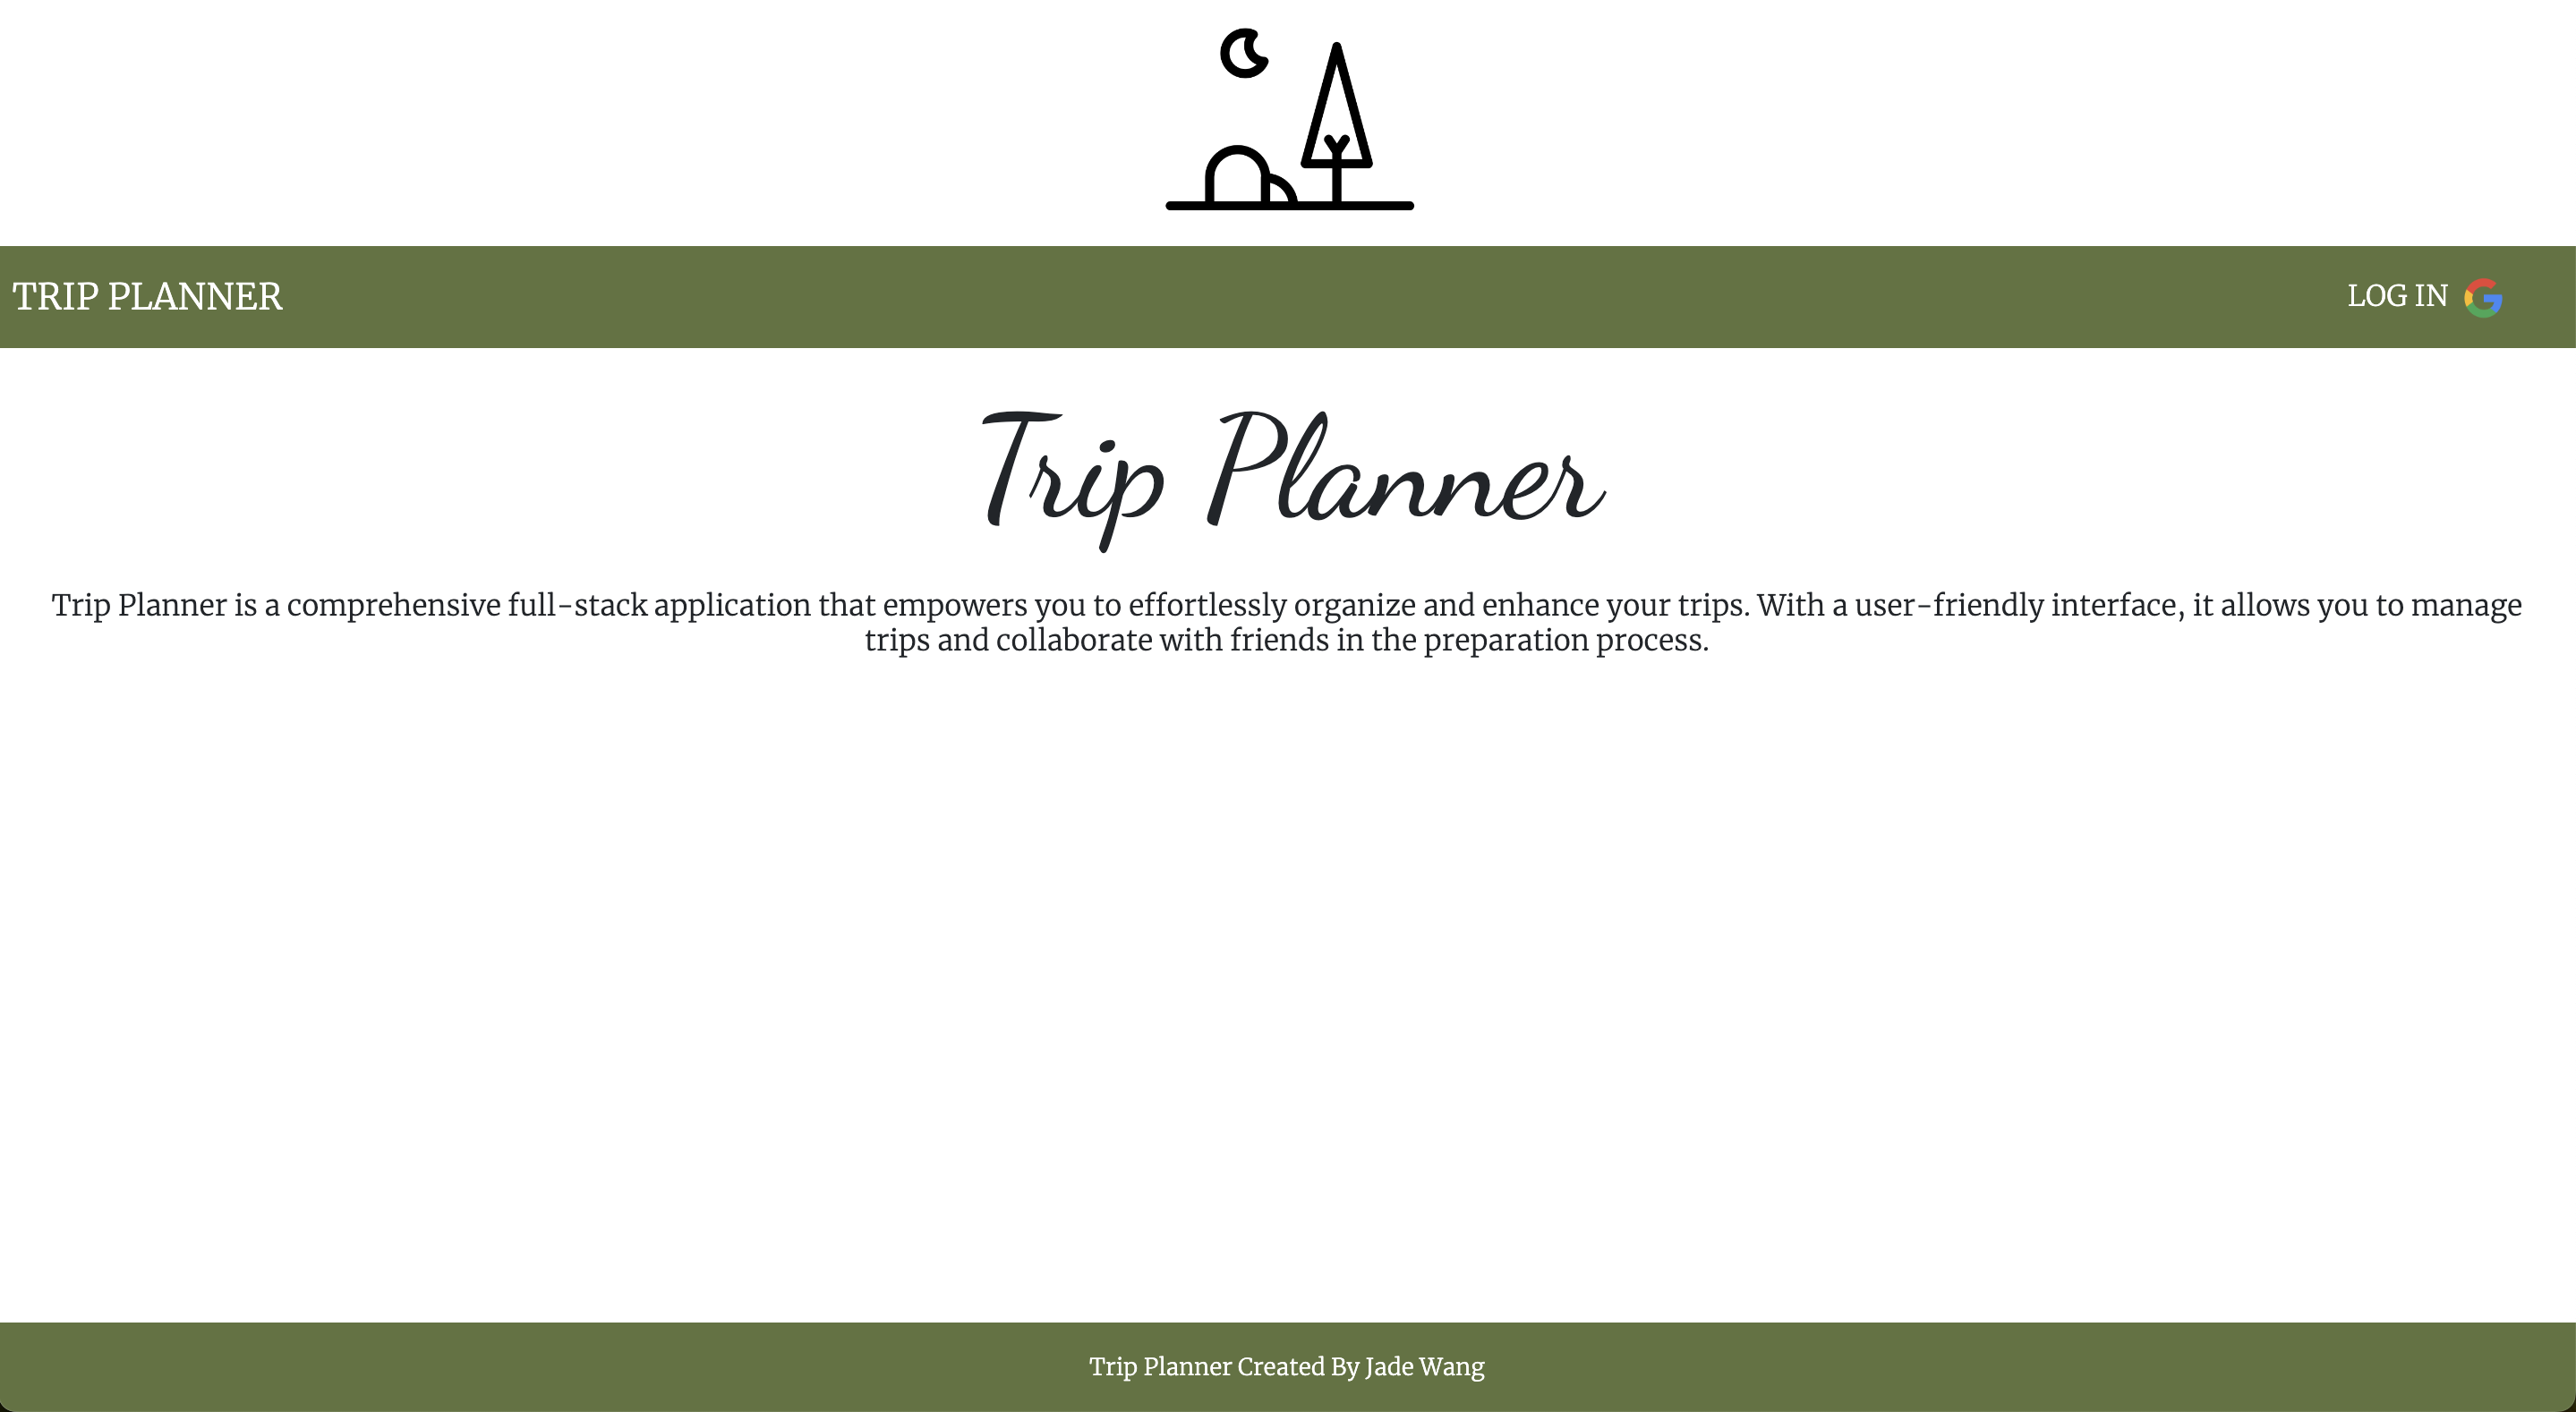 TRIP PLANNER
LOG IN
Trip Planner
Trip Planner is a comprehensive full-stack application that empowers you to effortlessly organize and enhance your trips. With a user-friendly interface, it allows you to manage
trips and collaborate with friends in the preparation process.
Trip Planner Created By Jade Wang